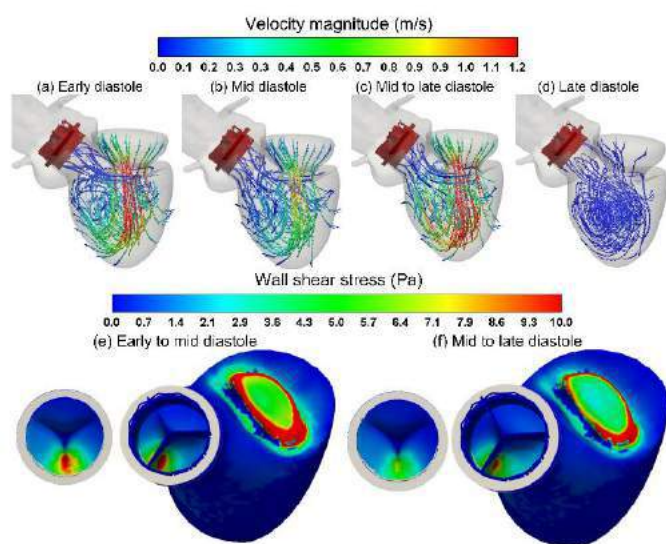 Velocity magnitude (m/s)
0.0 0.1 0.2 0.3 0.4 0.5 0.6 0.7 0.8 0.9 1.0 1.1 1.2
(a) Early diastole (b) Mid diastole (c) Mid to late diastole (d) Late diastole
Wall shear stress (Pa)
0.0 0.7 1.4 2.1 2.9 3.6 4.3 5.0 5.7 6.4 7.1 7.9 8.6 9.3 10.0
(e) Early to mid diastole (f) Mid to late diastole